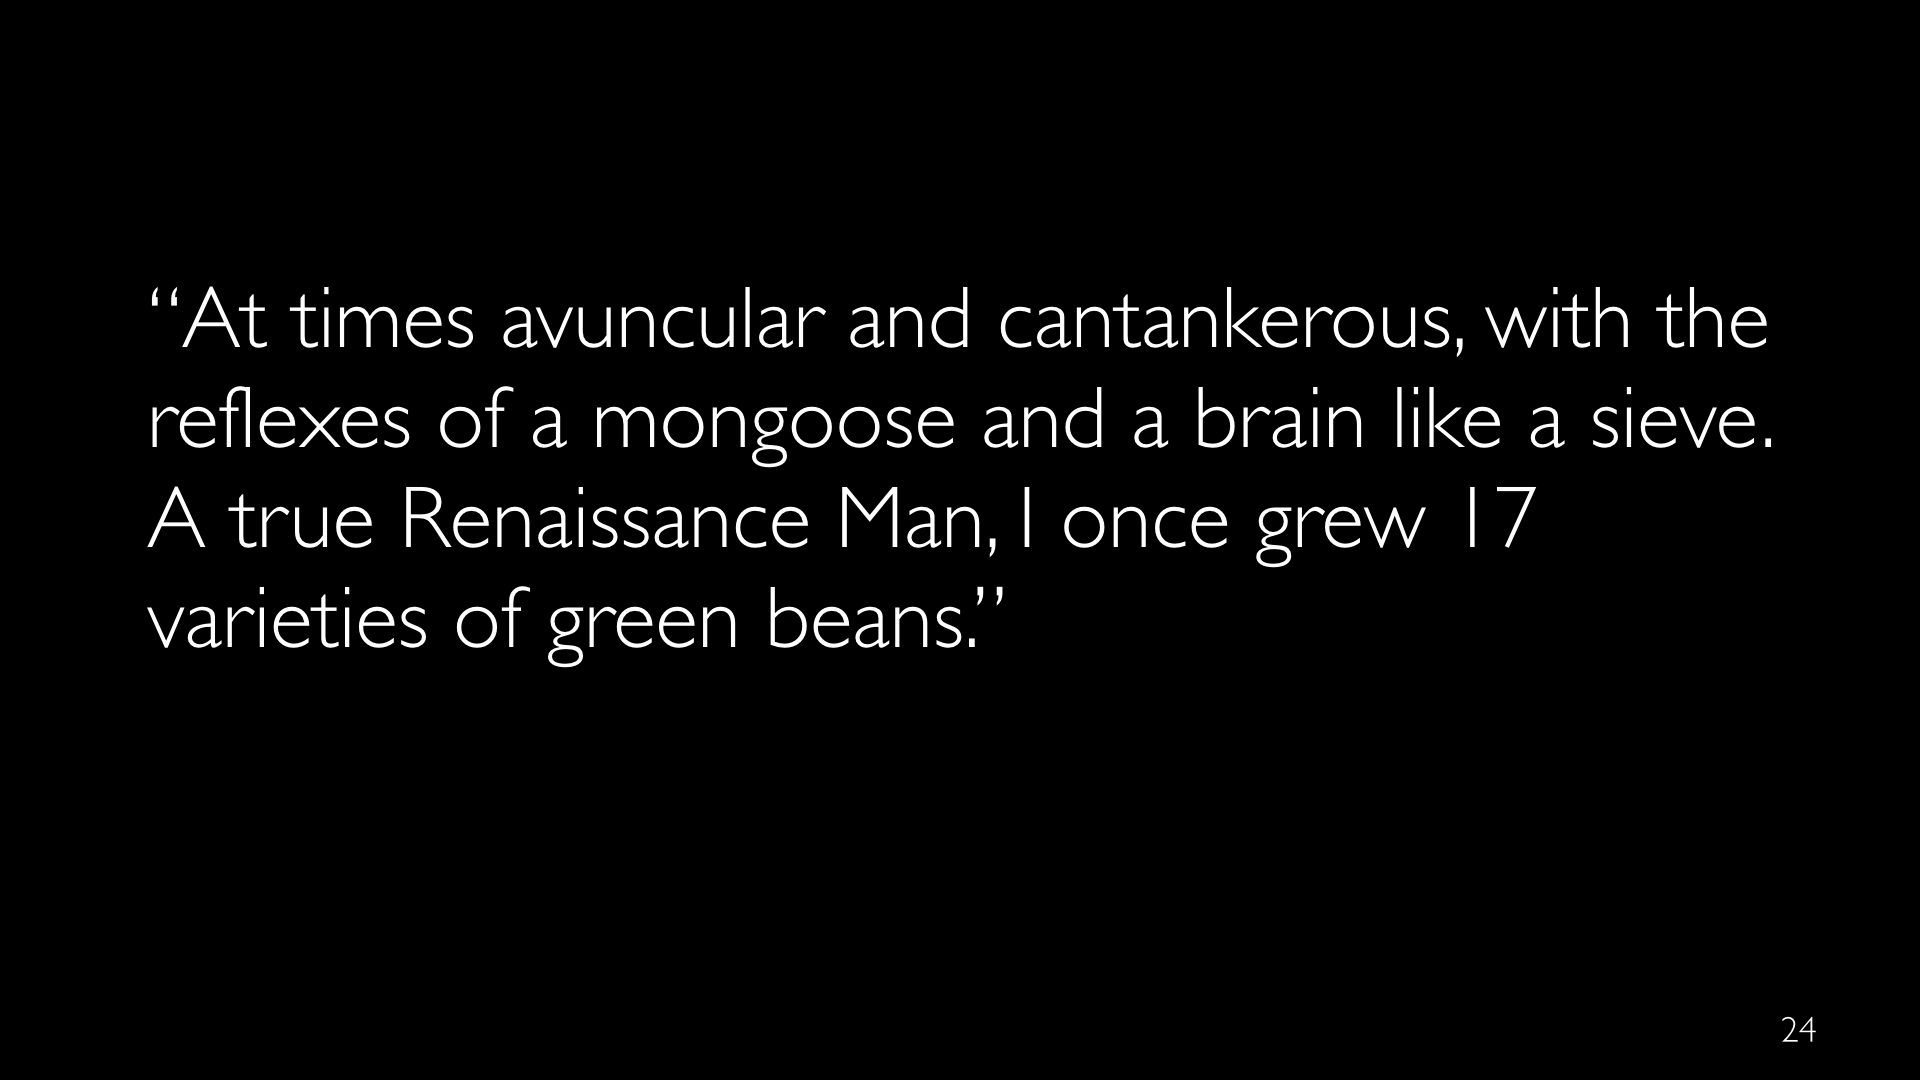 “At times avuncular and cantankerous, with the
reflexes of a mongoose and a brain like a sieve.
A true Renaissance Man, I once grew 17
varieties of green beans.”
24